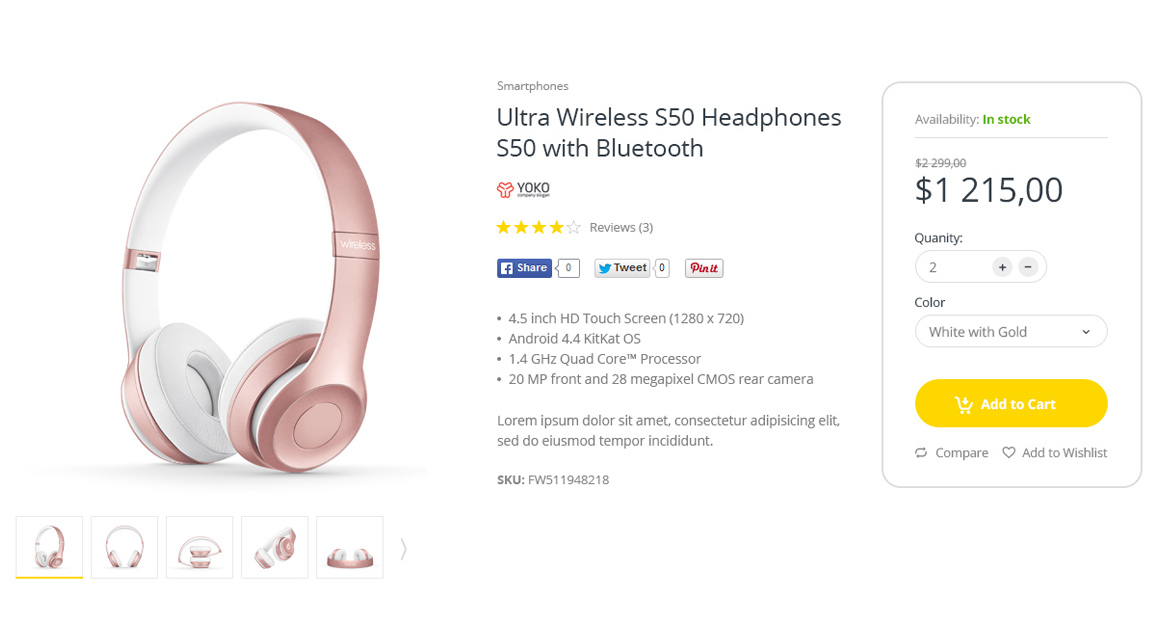 Smartphones
Ultra Wireless S50 Headphones
S50 with Bluetooth
YOKO
company slogan
Reviews (3)
Share 0 Tweet 0 Pin it
• 4.5 inch HD Touch Screen (1280 x 720)
• Android 4.4 KitKat OS
• 1.4 GHz Quad Core™ Processor
• 20 MP front and 28 megapixel CMOS rear camera
Lorem ipsum dolor sit amet, consectetur adipisicing elit,
sed do eiusmod tempor incididunt.
SKU: FW511948218
wireless
Availability: In stock
$2 299,00
$1 215,00
Quanity:
2 + −
Color
White with Gold
Add to Cart
Compare Add to Wishlist